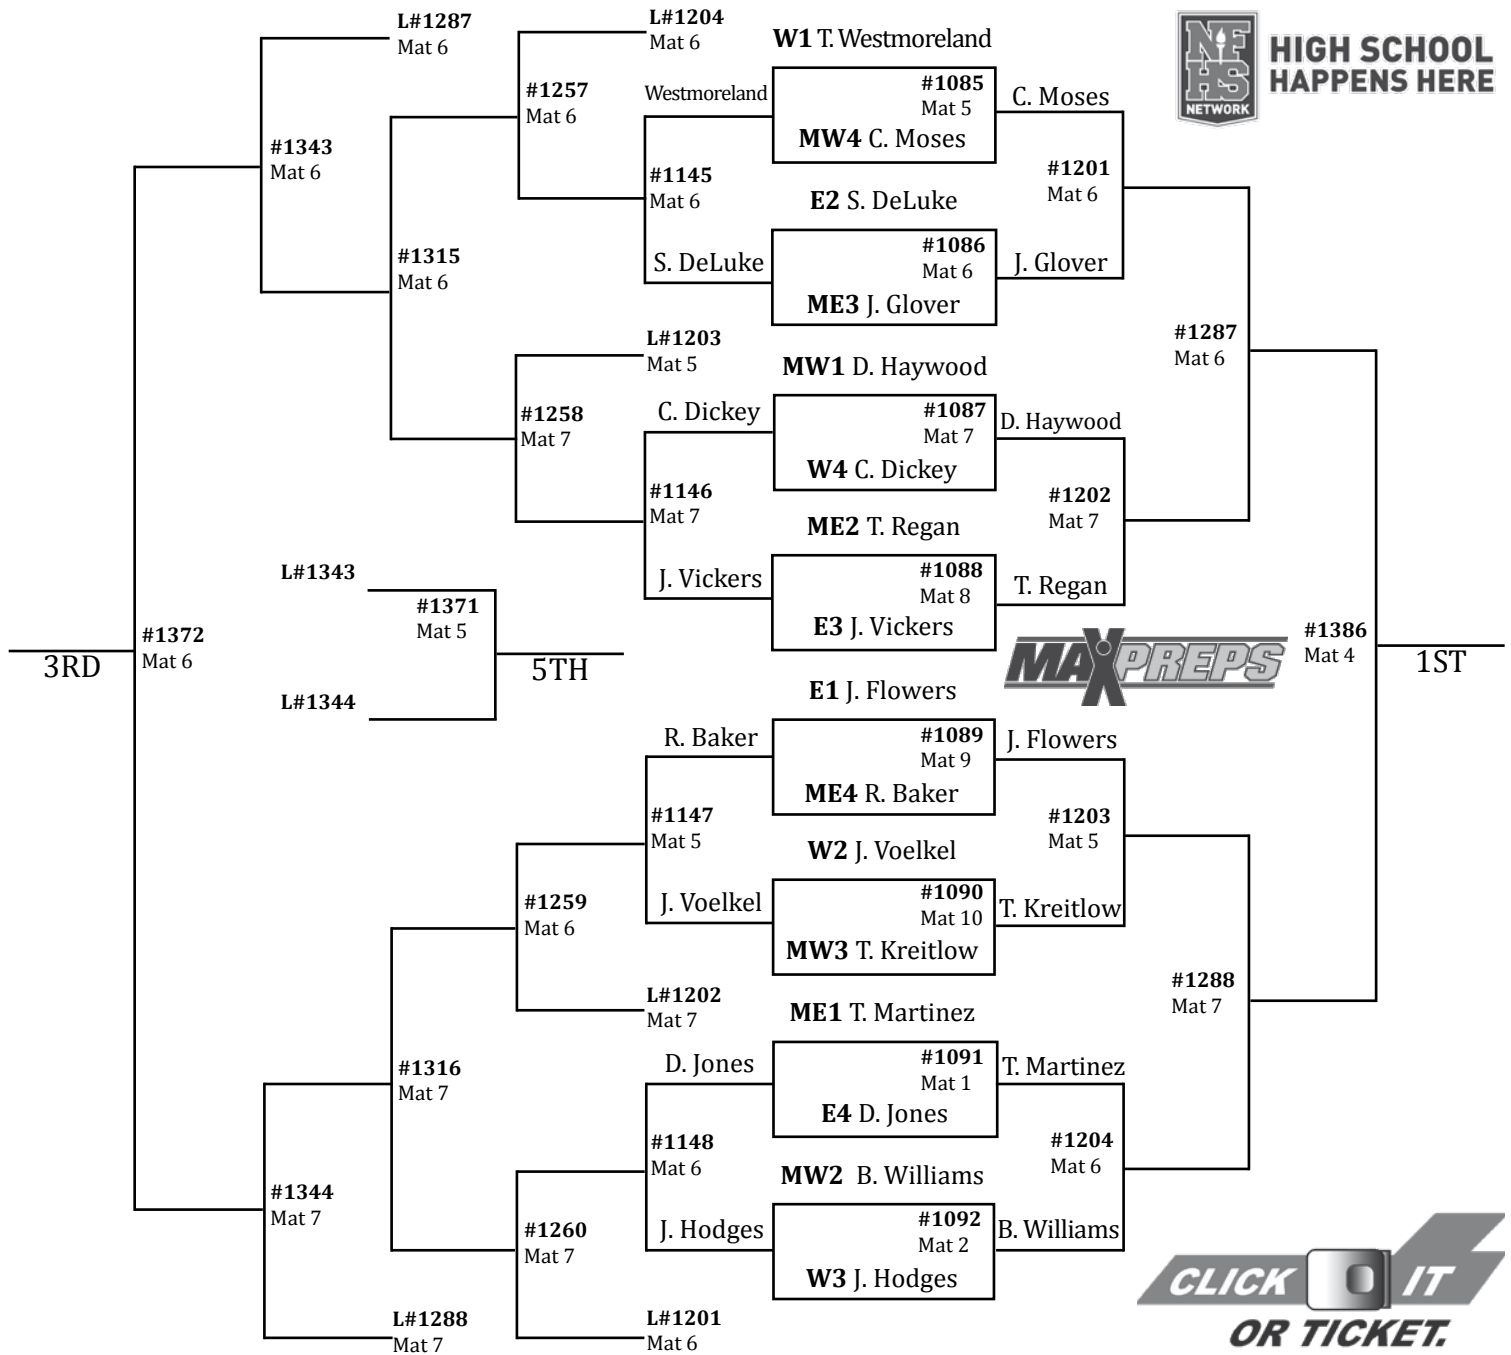 L#1287
Mat 6
L#1204
Mat 6
W1 T. Westmoreland
NFHS
NETWORK
HIGH SCHOOL
HAPPENS HERE
#1257
Mat 6
Westmoreland
#1085
Mat 5
C. Moses
MW4 C. Moses
#1343
Mat 6
#1145
Mat 6
#1201
Mat 6
E2 S. DeLuke
#1315
Mat 6
S. DeLuke
#1086
Mat 6
J. Glover
ME3 J. Glover
L#1203
Mat 5
#1287
Mat 6
MW1 D. Haywood
#1258
Mat 7
C. Dickey
#1087
Mat 7
D. Haywood
W4 C. Dickey
#1146
Mat 7
#1202
Mat 7
ME2 T. Regan
L#1343
J. Vickers
#1088
Mat 8
T. Regan
#1371
Mat 5
E3 J. Vickers
#1372
Mat 6
3RD
5TH
MAXPREPS
#1386
Mat 4
1ST
L#1344
E1 J. Flowers
R. Baker
#1089
Mat 9
J. Flowers
ME4 R. Baker
#1147
Mat 5
#1203
Mat 5
W2 J. Voelkel
#1259
Mat 6
J. Voelkel
#1090
Mat 10
T. Kreitlow
MW3 T. Kreitlow
L#1202
Mat 7
#1288
Mat 7
ME1 T. Martinez
#1316
Mat 7
D. Jones
#1091
Mat 1
T. Martinez
E4 D. Jones
#1148
Mat 6
#1204
Mat 6
MW2 B. Williams
#1344
Mat 7
#1260
Mat 7
J. Hodges
#1092
Mat 2
B. Williams
W3 J. Hodges
L#1288
Mat 7
L#1201
Mat 6
CLICK IT
OR TICKET.